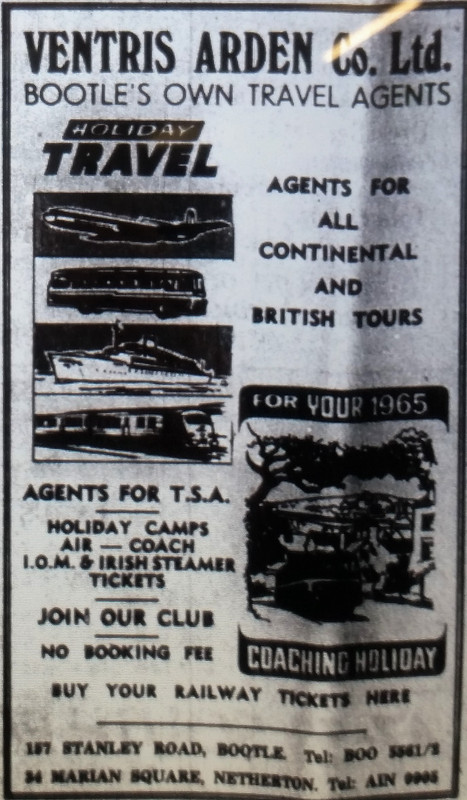 VENTRIS ARDEN Co. Ltd.
BOOTLE'S OWN TRAVEL AGENTS
HOLIDAY
TRAVEL
AGENTS FOR
ALL
CONTINENTAL
AND
BRITISH TOURS
FOR YOUR 1965
COACHING HOLIDAY
AGENTS FOR T.S.A.
HOLIDAY CAMPS
AIR — COACH
I.O.M. & IRISH STEAMER
TICKETS
JOIN OUR CLUB
NO BOOKING FEE
BUY YOUR RAILWAY TICKETS HERE
STANLEY ROAD, BOOTLE. Tel: BOO
MARIAN SQUARE, NETHERTON. Tel: AIN